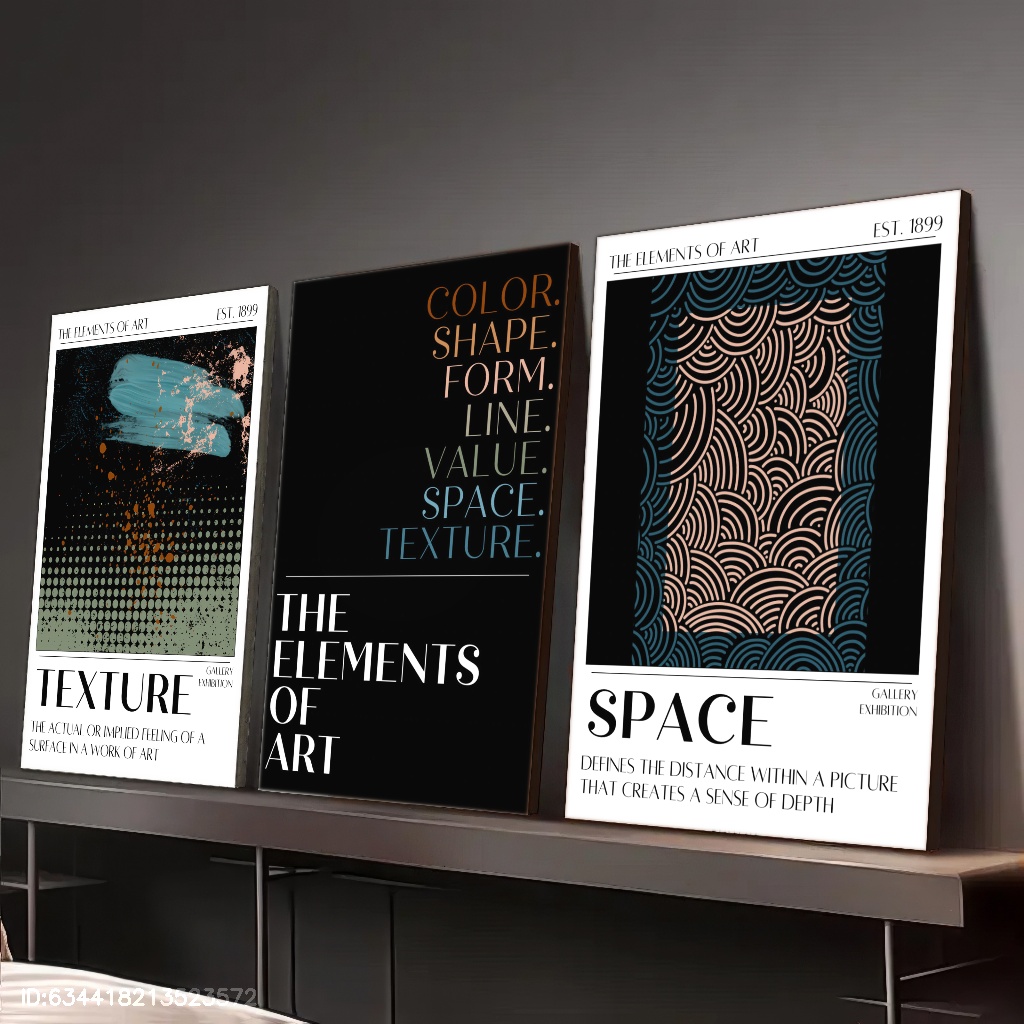 THE ELEMENTS OF ART
EST. 1899
TEXTURE
GALLERY
EXHIBITION
THE ACTUAL OR IMPLIED FEELING OF A
SURFACE IN A WORK OF ART
COLOR.
SHAPE.
FORM.
LINE.
VALUE.
SPACE.
TEXTURE.
THE
ELEMENTS
OF
ART
THE ELEMENTS OF ART
EST. 1899
SPACE
GALLERY
EXHIBITION
DEFINES THE DISTANCE WITHIN A PICTURE
THAT CREATES A SENSE OF DEPTH
ID:634418213523572